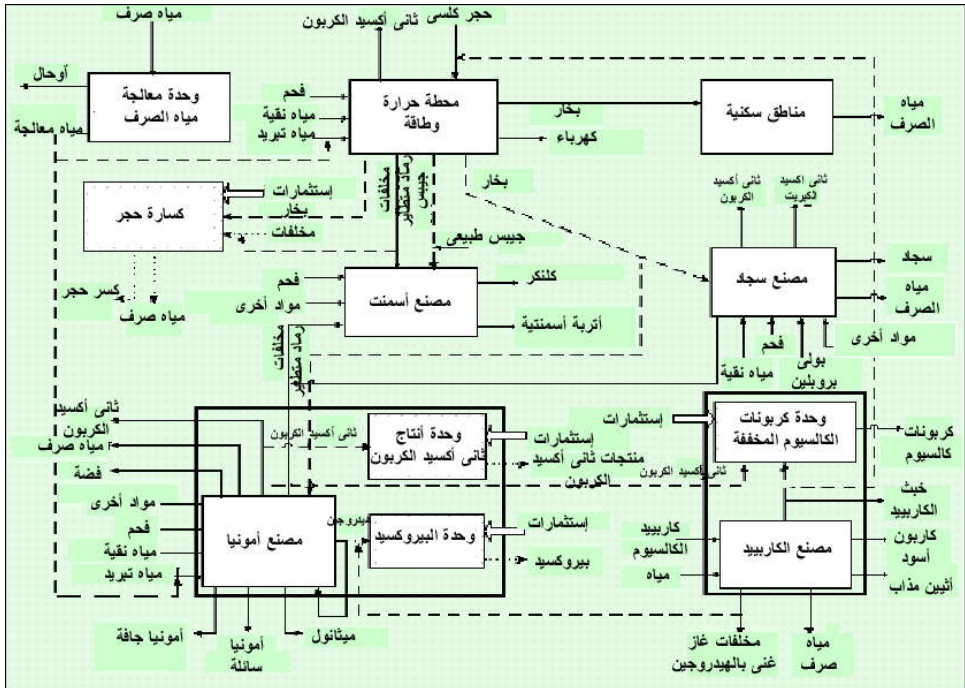 مياه صرف
ثانى أكسيد الكربون
حجر كلسى
أوحال
وحدة معالجة
مياه الصرف
مياه معالجة
فحم
مياه نقية
مياه تبريد
محطة حرارة
وطاقة
بخار
كهرباء
مناطق سكنية
مياه
الصرف
إستثمارات
بخار
مخلفات
كسارة حجر
كسر حجر
مياه صرف
مخلفات
رماد متطاير
جيبس
جيبس طبيعى
بخار
ثانى أكسيد
الكربون
ثانى اكسيد
الكبريت
مصنع سجاد
سجاد
مياه
الصرف
مواد أخرى
بولى
بروبلين
فحم
مياه نقية
فحم
مواد أخرى
مصنع أسمنت
كلنكر
أتربة أسمنتية
مخلفات
رماد متطاير
ثانى أكسيد
الكربون
مياه صرف
فضة
مواد أخرى
فحم
مياه نقية
مياه تبريد
مصنع أمونيا
ثانى أكسيد الكربون
وحدة أنتاج
ثانى أكسيد الكربون
إستثمارات
منتجات ثانى أكسيد
الكربون
وحدة البيروكسيد
إستثمارات
بيروكسيد
أمونيا جافة
أمونيا
سائلة
ميثانول
إستثمارات
وحدة كربونات
الكالسيوم المخففة
كربونات
كالسيوم
ثانى أكسيد الكربون
خبث
الكاربييد
كاربييد
الكالسيوم
مياه
مصنع الكاربييد
كاربون
أسود
أثيين مذاب
مخلفات غاز
غنى بالهيدروجين
مياه
صرف